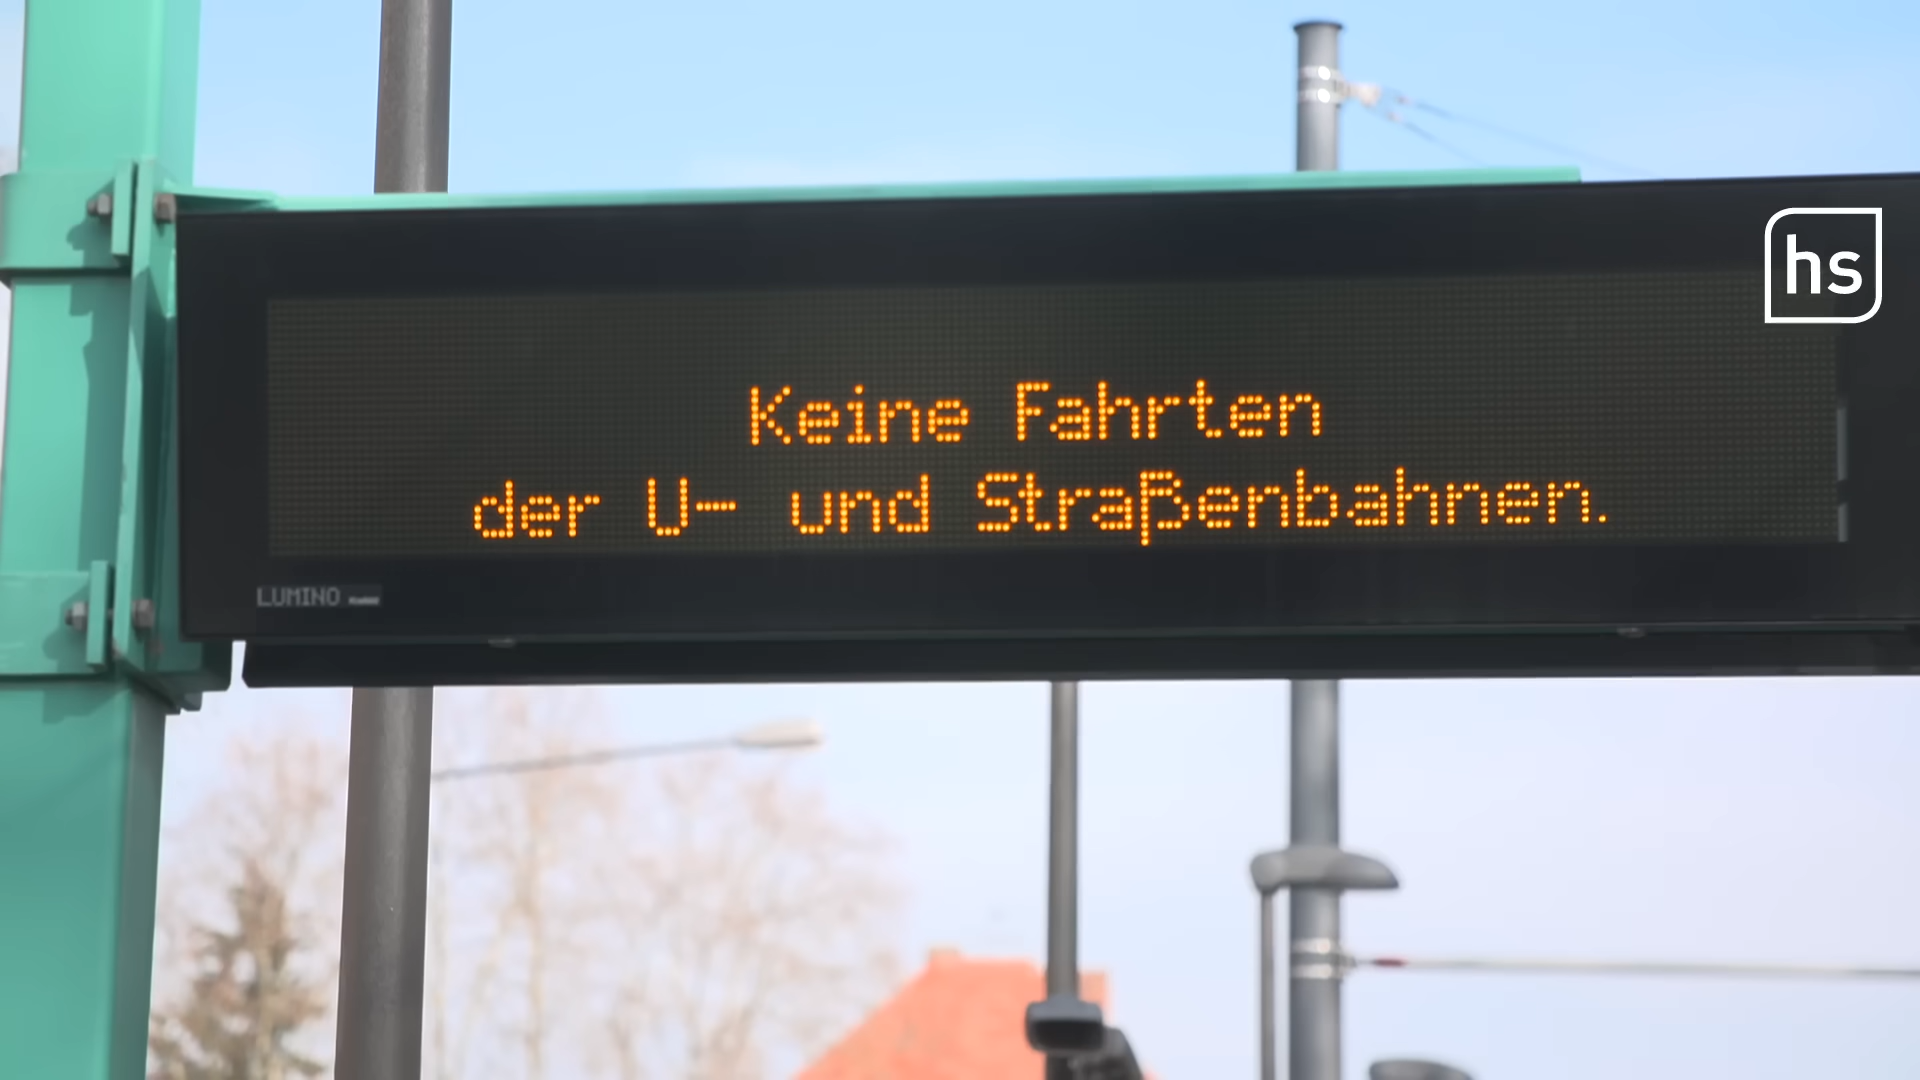 hs
Keine Fahrten
der U- und Straßenbahnen.
LUMINO